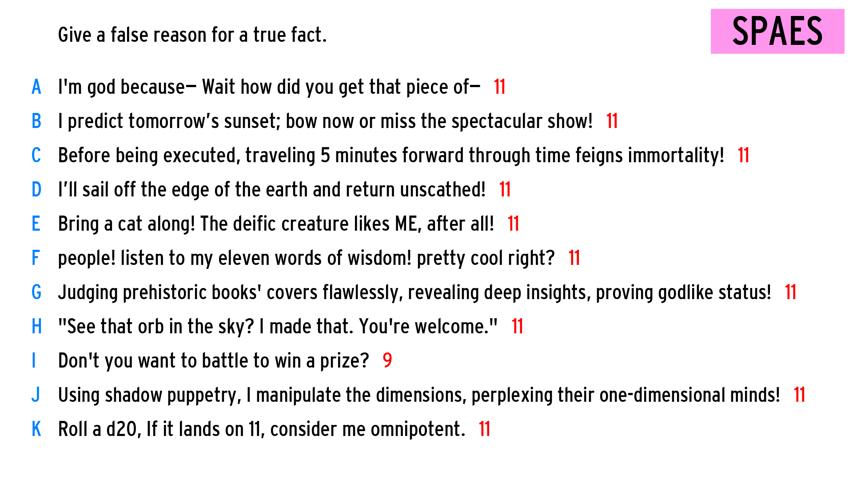 Give a false reason for a true fact.
SPAES
A I'm god because— Wait how did you get that piece of— 11
B I predict tomorrow’s sunset; bow now or miss the spectacular show! 11
C Before being executed, traveling 5 minutes forward through time feigns immortality! 11
D I’ll sail off the edge of the earth and return unscathed! 11
E Bring a cat along! The deific creature likes ME, after all! 11
F people! listen to my eleven words of wisdom! pretty cool right? 11
G Judging prehistoric books' covers flawlessly, revealing deep insights, proving godlike status! 11
H "See that orb in the sky? I made that. You're welcome." 11
I Don't you want to battle to win a prize? 9
J Using shadow puppetry, I manipulate the dimensions, perplexing their one-dimensional minds! 11
K Roll a d20, If it lands on 11, consider me omnipotent. 11